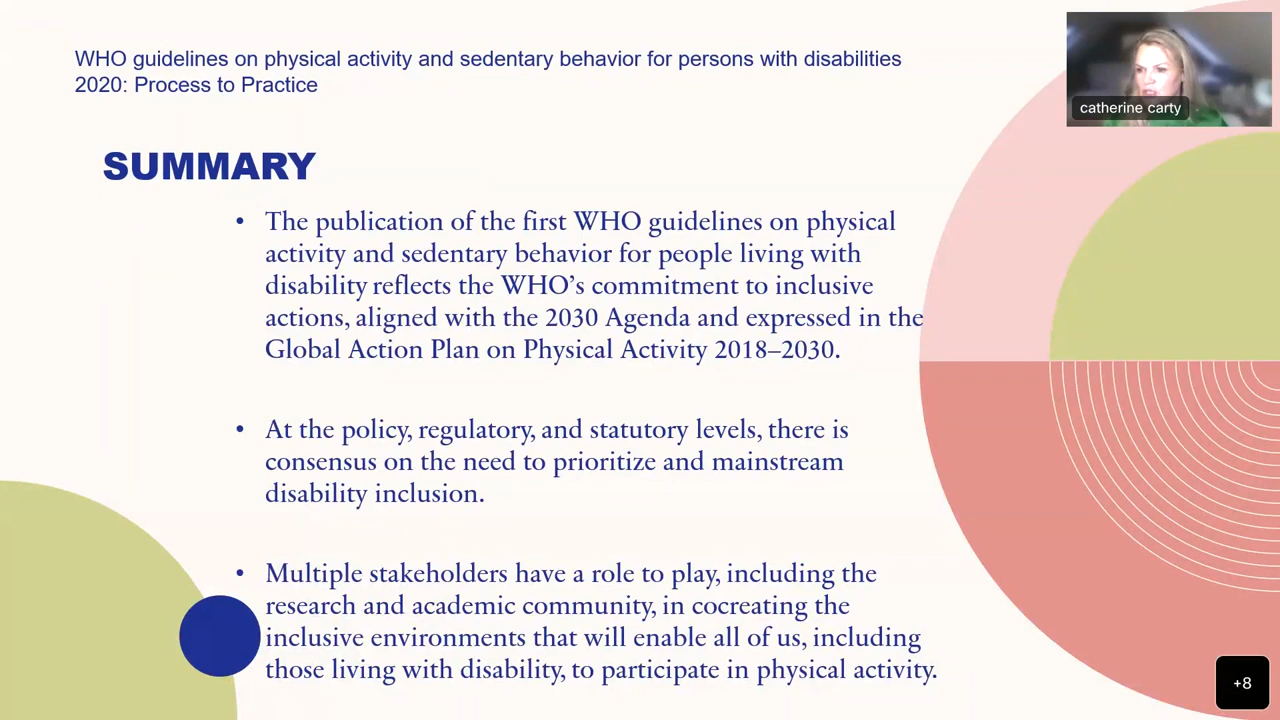 WHO guidelines on physical activity and sedentary behavior for persons with disabilities
2020: Process to Practice
catherine carty
SUMMARY
• The publication of the first WHO guidelines on physical
activity and sedentary behavior for people living with
disability reflects the WHO’s commitment to inclusive
actions, aligned with the 2030 Agenda and expressed in the
Global Action Plan on Physical Activity 2018–2030.
• At the policy, regulatory, and statutory levels, there is
consensus on the need to prioritize and mainstream
disability inclusion.
• Multiple stakeholders have a role to play, including the
research and academic community, in cocreating the
inclusive environments that will enable all of us, including
those living with disability, to participate in physical activity.
+8